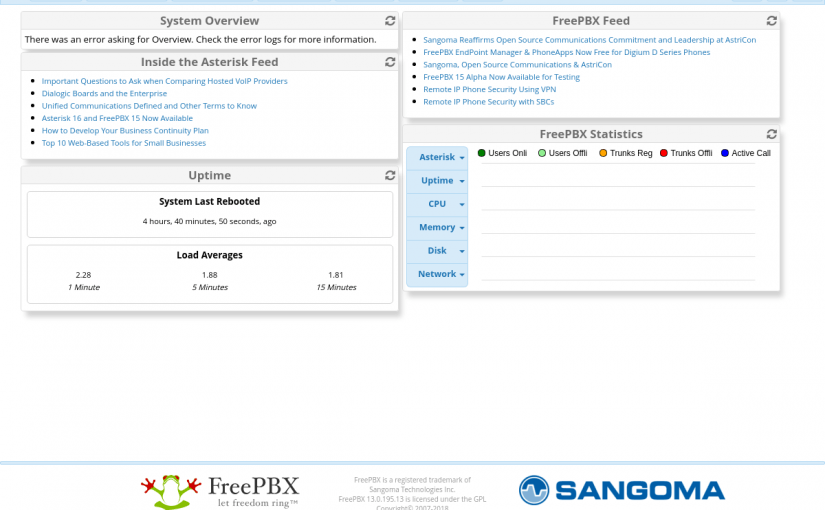 System Overview
There was an error asking for Overview. Check the error logs for more information.
Inside the Asterisk Feed
Important Questions to Ask when Comparing Hosted VoIP Providers
Dialogic Boards and the Enterprise
Unified Communications Defined and Other Terms to Know
Asterisk 16 and FreePBX 15 Now Available
How to Develop Your Business Continuity Plan
Top 10 Web-Based Tools for Small Businesses
Uptime
System Last Rebooted
4 hours, 40 minutes, 50 seconds, ago
Load Averages
2.28 1.88 1.81
1 Minute 5 Minutes 15 Minutes
FreePBX Feed
Sangoma Reaffirms Open Source Communications Commitment and Leadership at AstriCon
FreePBX EndPoint Manager & PhoneApps Now Free for Digium D Series Phones
Sangoma, Open Source Communications & AstriCon
FreePBX 15 Alpha Now Available for Testing
Remote IP Phone Security Using VPN
Remote IP Phone Security with SBCs
FreePBX Statistics
Asterisk
Uptime
CPU
Memory
Disk
Network
Users Onli Users Offli Trunks Reg Trunks Offli Active Call
FreePBX
let freedom ring™
FreePBX is a registered trademark of
Sangoma Technologies Inc.
FreePBX 13.0.195.13 is licensed under the GPL
Copyright© 2007-2018
SANGOMA